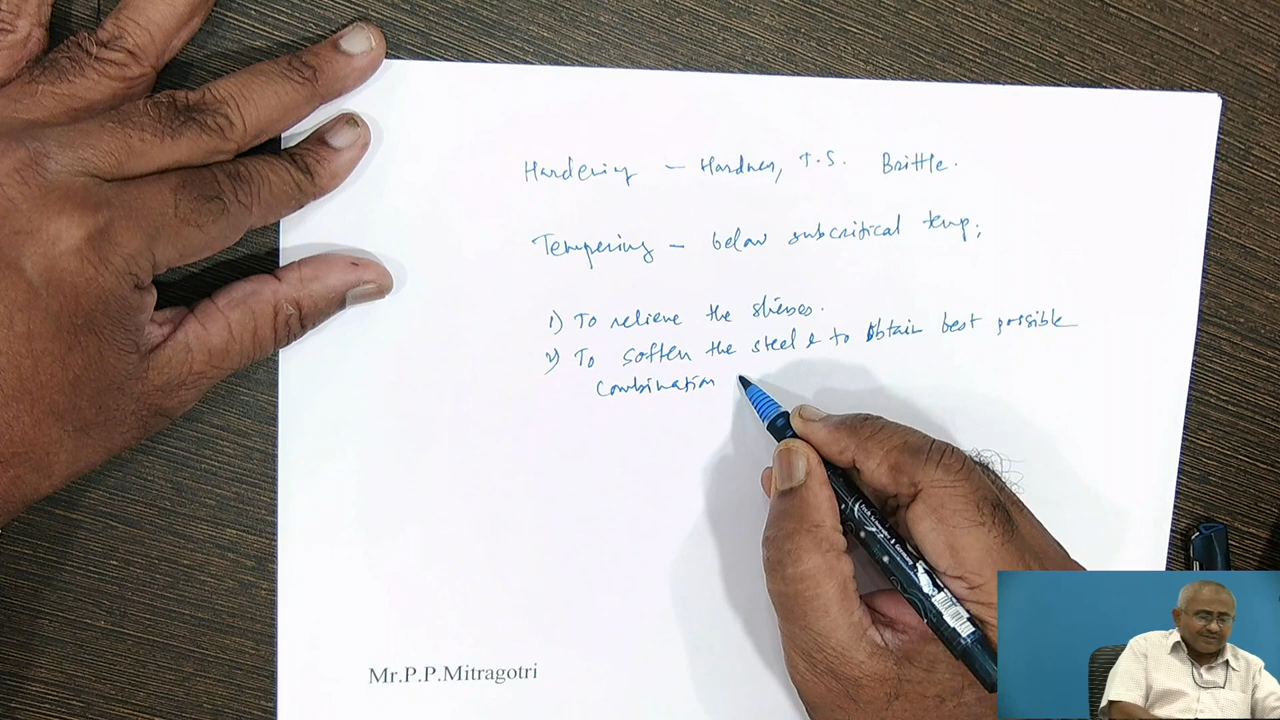 Hardening - Hardness, T.S. Brittle.
Tempering - below subcritical temp;
1) To relieve the stresses.
2) To soften the steel & to obtain best possible
combination
Mr.P.P.Mitragotri